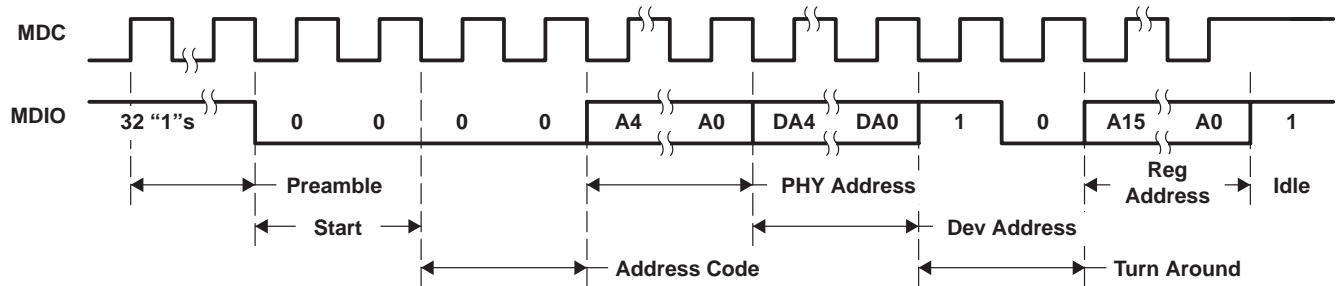 MDC
MDIO
32 “1”s 0 0 0 0 A4 A0 DA4 DA0 1 0 A15 A0 1
Preamble PHY Address Reg Address Idle
Start Dev Address
Address Code Turn Around